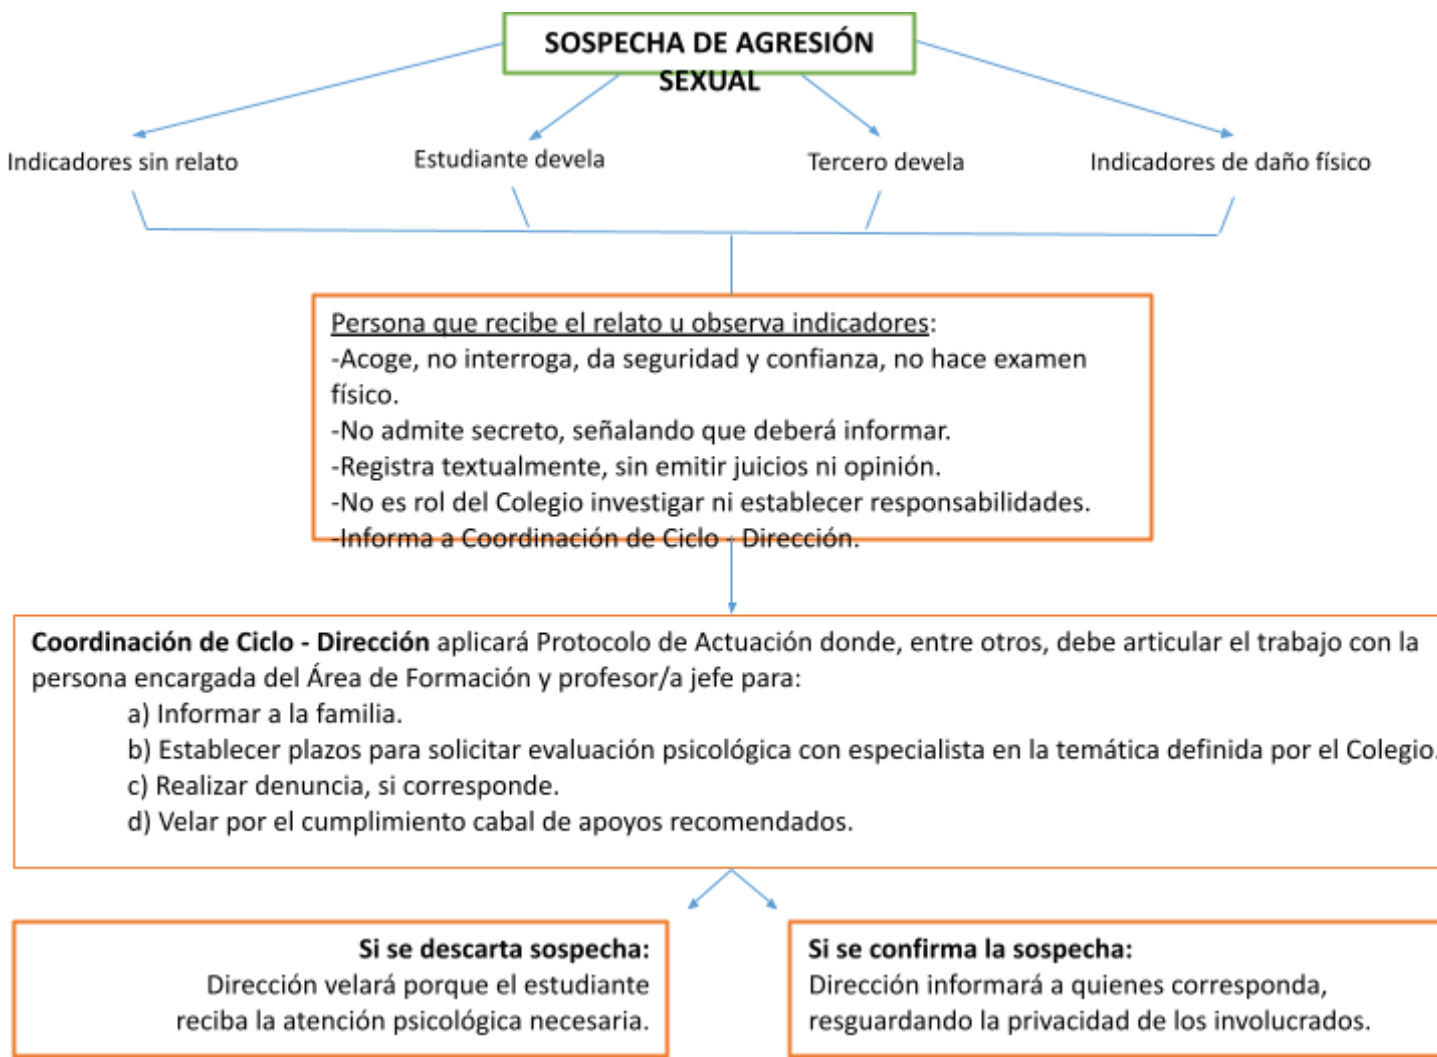 SOSPECHA DE AGRESIÓN
SEXUAL
Indicadores sin relato
Estudiante devela
Tercero devela
Indicadores de daño físico
Persona que recibe el relato u observa indicadores:
-Acoge, no interroga, da seguridad y confianza, no hace examen
físico.
-No admite secreto, señalando que deberá informar.
-Registra textualmente, sin emitir juicios ni opinión.
-No es rol del Colegio investigar ni establecer responsabilidades.
-Informa a Coordinación de Ciclo - Dirección.
Coordinación de Ciclo - Dirección aplicará Protocolo de Actuación donde, entre otros, debe articular el trabajo con la
persona encargada del Área de Formación y profesor/a jefe para:
a) Informar a la familia.
b) Establecer plazos para solicitar evaluación psicológica con especialista en la temática definida por el Colegio.
c) Realizar denuncia, si corresponde.
d) Velar por el cumplimiento cabal de apoyos recomendados.
Si se descarta sospecha:
Dirección velará porque el estudiante
reciba la atención psicológica necesaria.
Si se confirma la sospecha:
Dirección informará a quienes corresponda,
resguardando la privacidad de los involucrados.